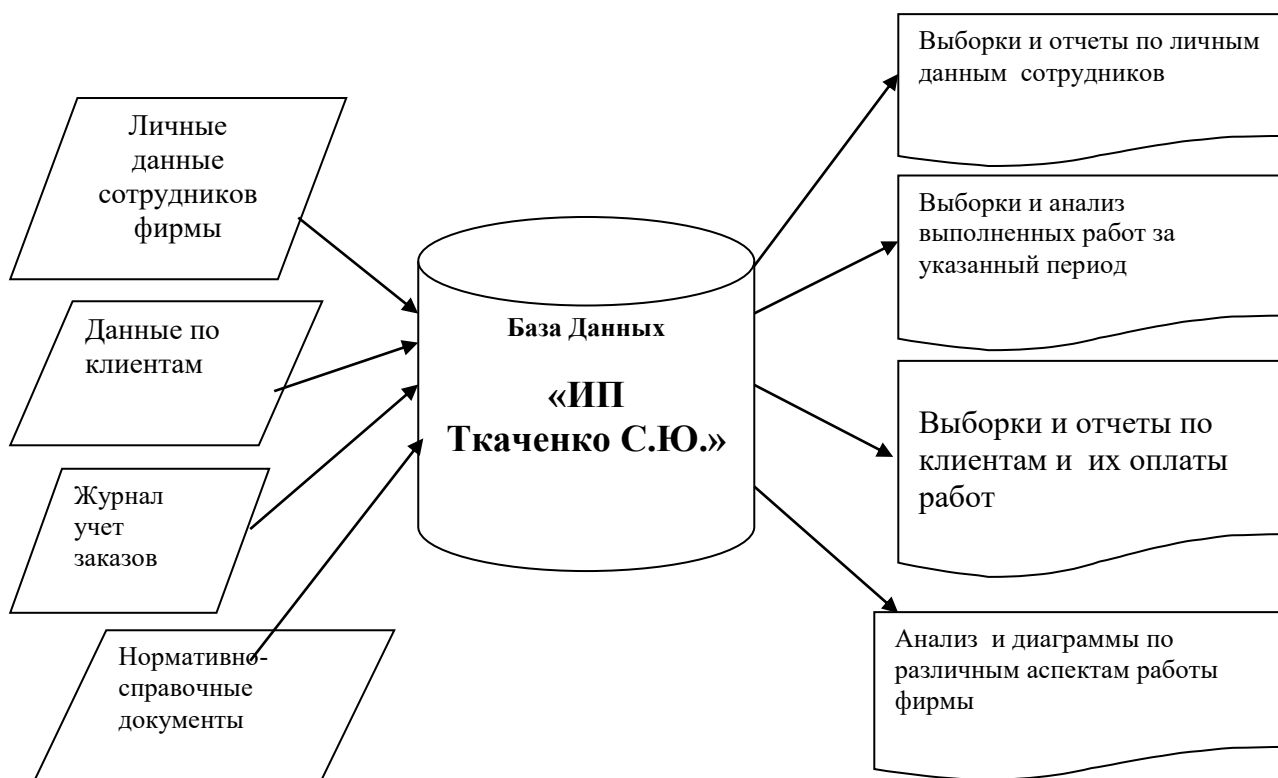 Личные
данные
сотрудников
фирмы
Данные по
клиентам
Журнал
учет
заказов
Нормативно-
справочные
документы
База Данных
«ИП
Ткаченко С.Ю.»
Выборки и отчеты по личным
данным сотрудников
Выборки и анализ
выполненных работ за
указанный период
Выборки и отчеты по
клиентам и их оплаты
работ
Анализ и диаграммы по
различным аспектам работы
фирмы